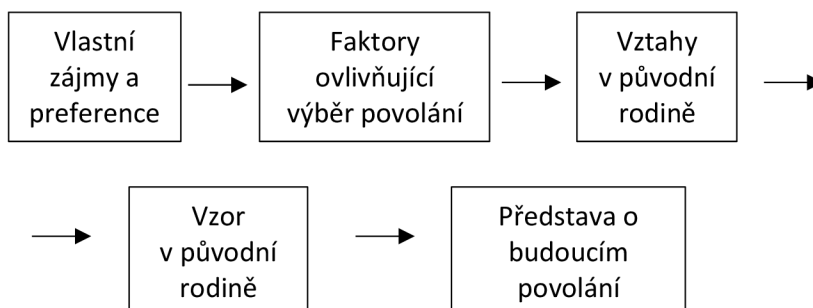 Vlastní
zájmy a
preference
Faktory
ovlivňující
výběr povolání
Vztahy
v původní
rodině
Vzor
v původní
rodině
Představa o
budoucím
povolání